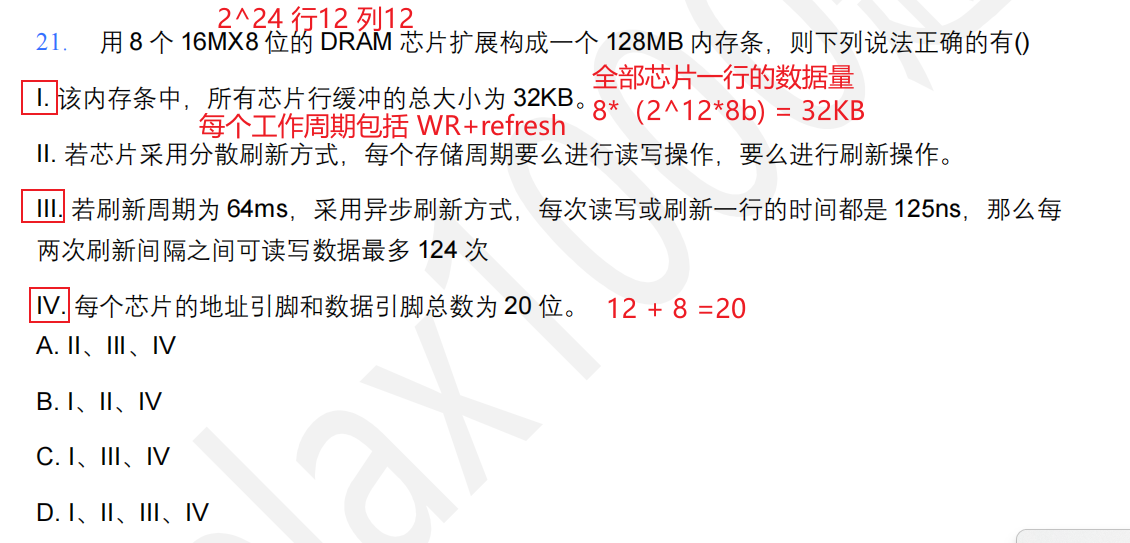 2^24 行12 列12
21. 用 8 个 16MX8 位的 DRAM 芯片扩展构成一个 128MB 内存条，则下列说法正确的有()
全部芯片一行的数据量
I. 该内存条中，所有芯片行缓冲的总大小为 32KB。
8*（2^12*8b) = 32KB
每个工作周期包括 WR+refresh
II. 若芯片采用分散刷新方式，每个存储周期要么进行读写操作，要么进行刷新操作。
III. 若刷新周期为 64ms，采用异步刷新方式，每次读写或刷新一行的时间都是 125ns，那么每
两次刷新间隔之间可读写数据最多 124 次
IV. 每个芯片的地址引脚和数据引脚总数为 20 位。 12 + 8 =20
A. II、III、IV
B. I、II、IV
C. I、III、IV
D. I、II、III、IV